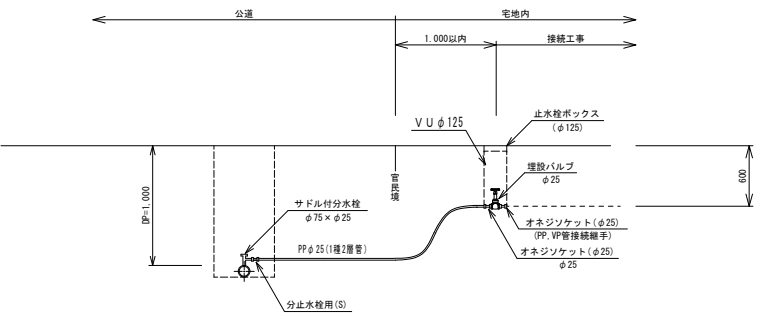 公道
宅地内
1.000以内
接続工事
VUφ125
止水栓ボックス
(φ125)
埋設バルブ
φ25
官民境
600
DP=1,000
サドル付分水栓
φ75×φ25
オネジソケット(φ25)
(PP,VP管接続継手)
オネジソケット(φ25)
φ25
PPφ25(1種2層管)
分止水栓用(S)